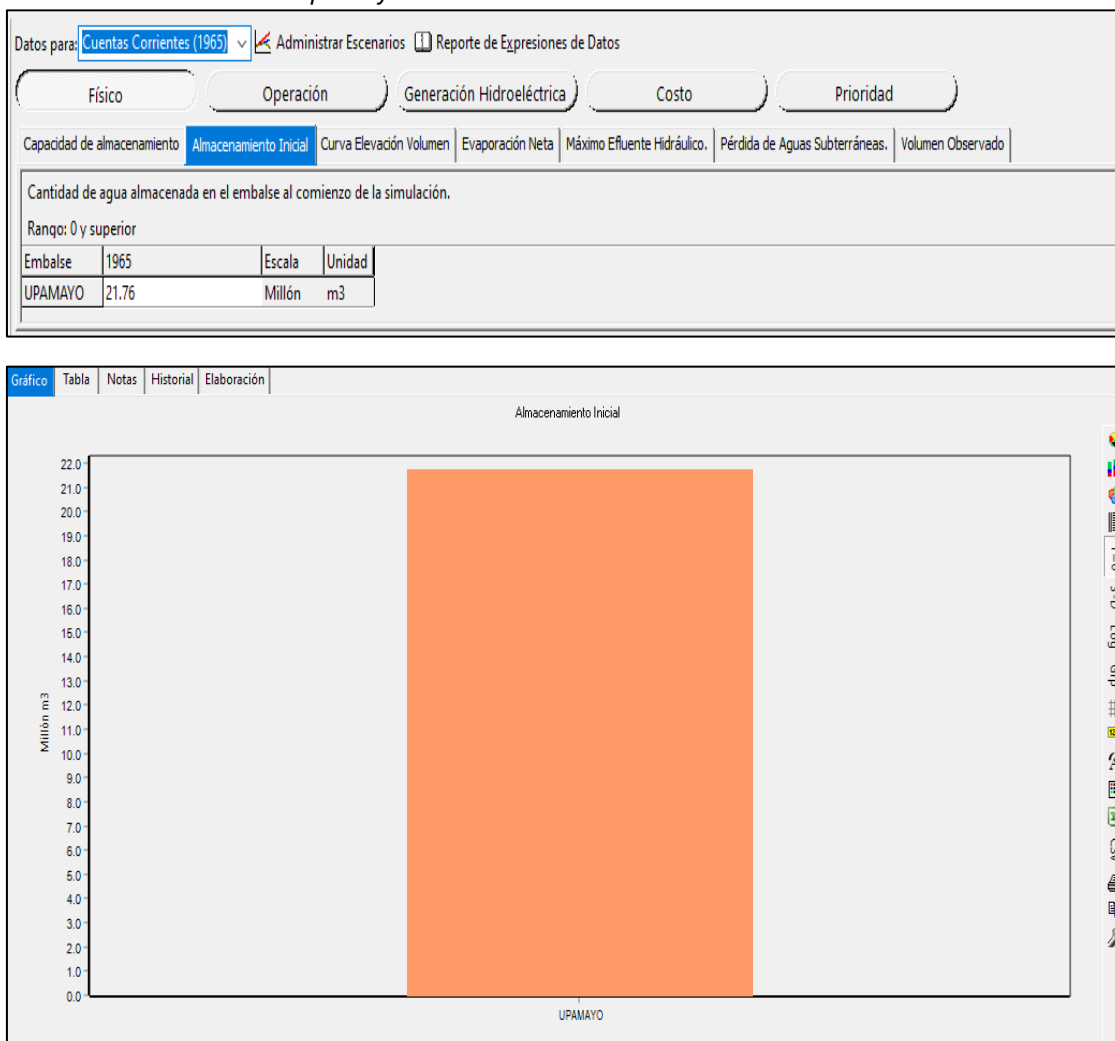 Datos para: Cuentas Corrientes (1965) Administrar Escenarios Reporte de Expresiones de Datos
Físico Operación Generación Hidroeléctrica Costo Prioridad
Capacidad de almacenamiento Almacenamiento Inicial Curva Elevación Volumen Evaporación Neta Máximo Efluente Hidráulico. Pérdida de Aguas Subterráneas. Volumen Observado
Cantidad de agua almacenada en el embalse al comienzo de la simulación.
Rango: 0 y superior
Embalse 1965 Escala Unidad
UPAMAYO 21.76 Millón m3
Gráfico Tabla Notas Historial Elaboración
Almacenamiento Inicial
22.0
21.0
20.0
19.0
18.0
17.0
16.0
15.0
14.0
13.0
12.0
11.0
10.0
9.0
8.0
7.0
6.0
5.0
4.0
3.0
2.0
1.0
0.0
Millón m3
UPAMAYO
Log